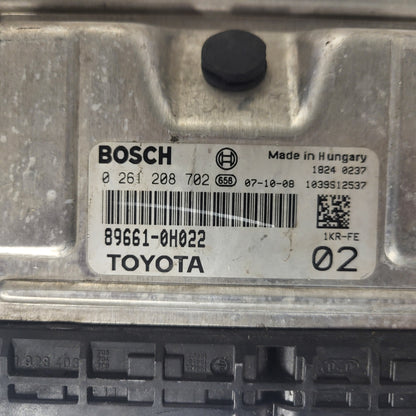 BOSCH
Made in Hungary
1824 0237
0 261 208 702 656 07-10-08 1039S12537
89661-0H022
1KR-FE
TOYOTA
02